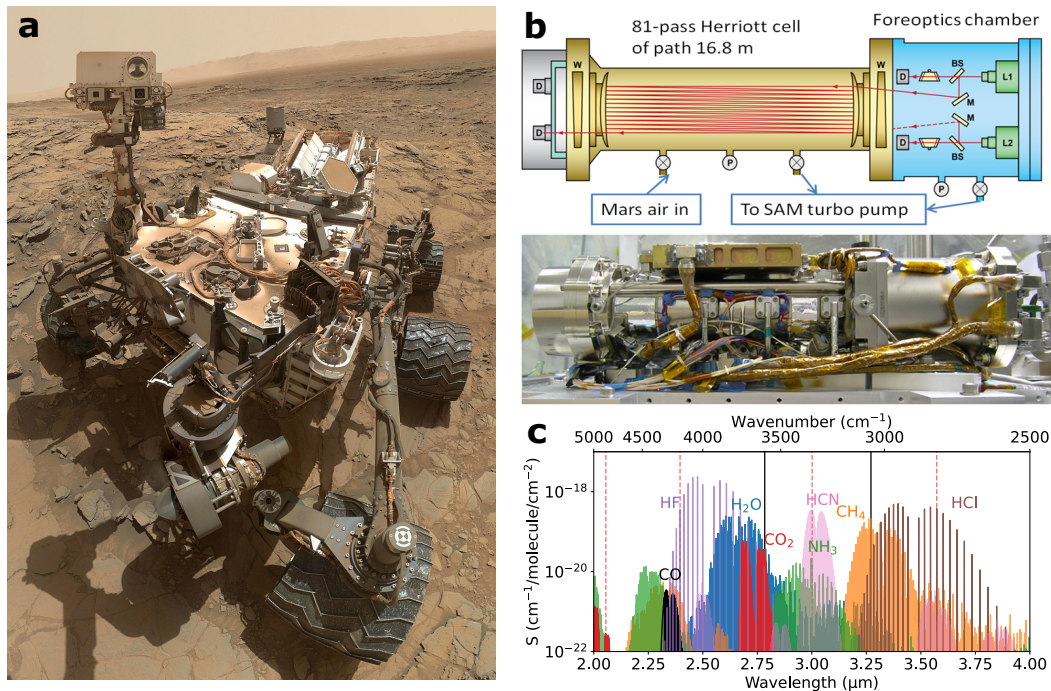 a
b
81-pass Herriott cell
of path 16.8 m
Foreoptics chamber
W
W
D
D
D
D
BS
BS
M
M
L1
L2
P
P
Mars air in
To SAM turbo pump
c
Wavenumber (cm⁻¹)
5000 4500 4000 3500 3000 2500
S (cm⁻¹/molecule/cm⁻²)
10⁻¹⁸
10⁻²⁰
10⁻²²
HF
H₂O
HCN
CH₄
HCl
CO₂
NH₃
CO
2.00 2.25 2.50 2.75 3.00 3.25 3.50 3.75 4.00
Wavelength (μm)